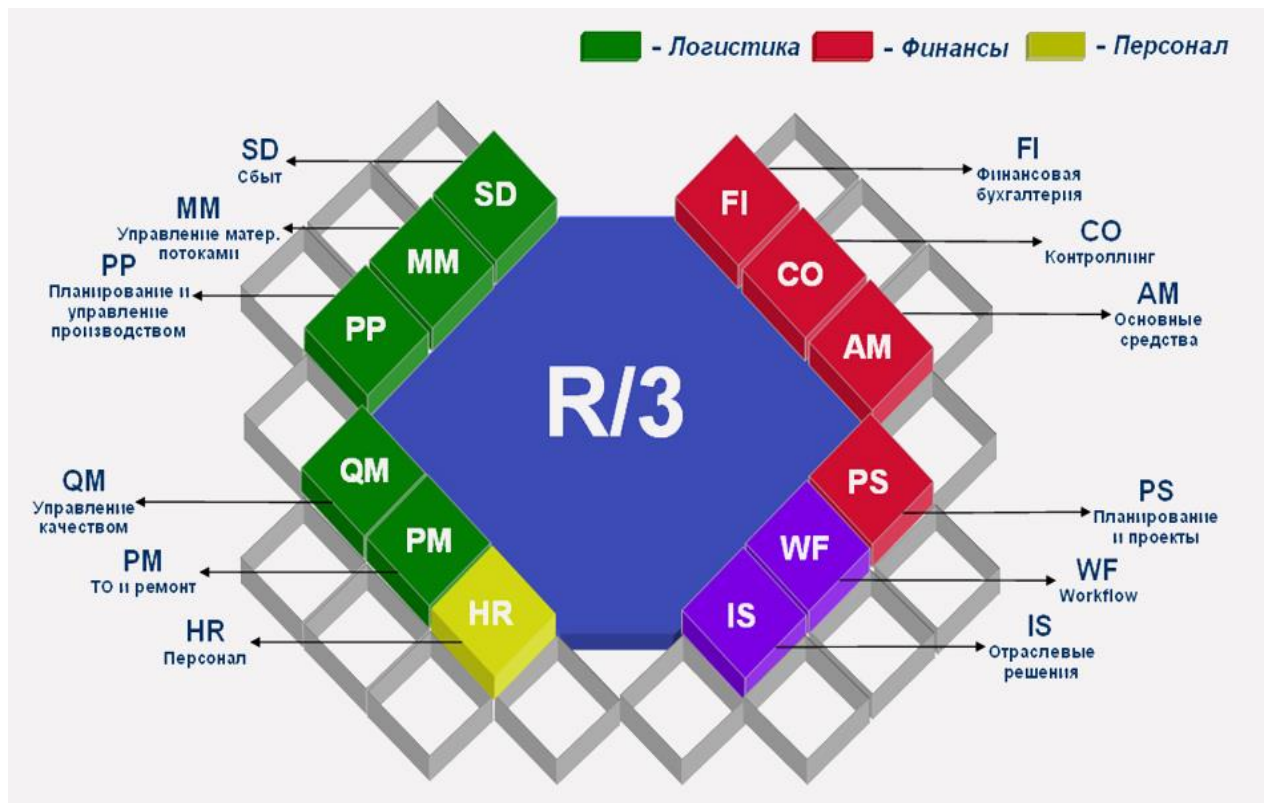 - Логистика
- Финансы
- Персонал
SD
Сбыт
MM
Управление матер.
потоками
PP
Планирование и
управление
производством
QM
Управление
качеством
PM
ТО и ремонт
HR
Персонал
SD
MM
PP
QM
PM
HR
R/3
FI
CO
AM
PS
WF
IS
FI
Финансовая
бухгалтерия
CO
Контроллинг
AM
Основные
средства
PS
Планирование
и проекты
WF
Workflow
IS
Отраслевые
решения